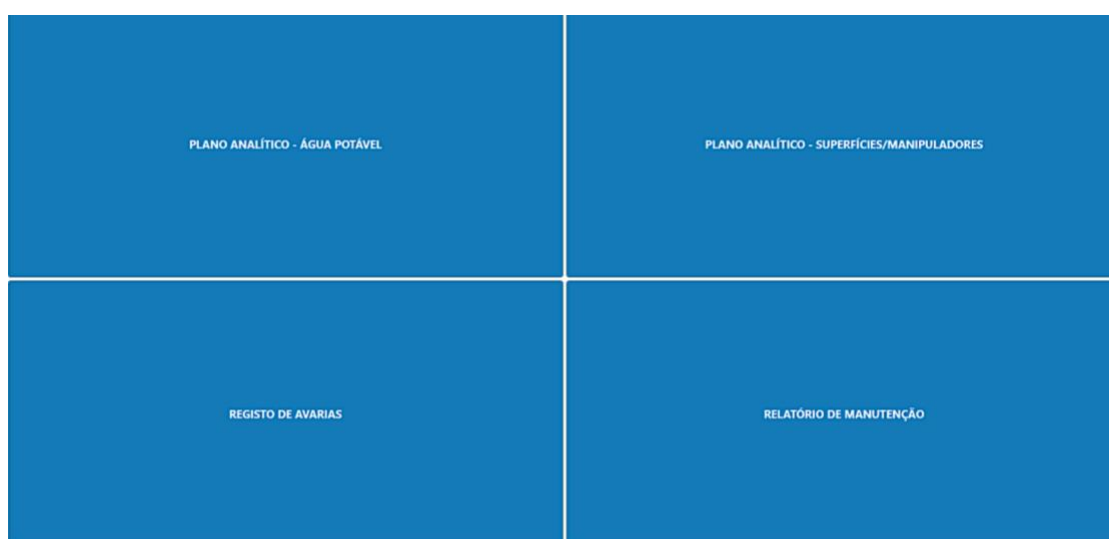 PLANO ANALÍTICO - ÁGUA POTÁVEL
PLANO ANALÍTICO - SUPERFÍCIES/MANIPULADORES
REGISTO DE AVARIAS
RELATÓRIO DE MANUTENÇÃO